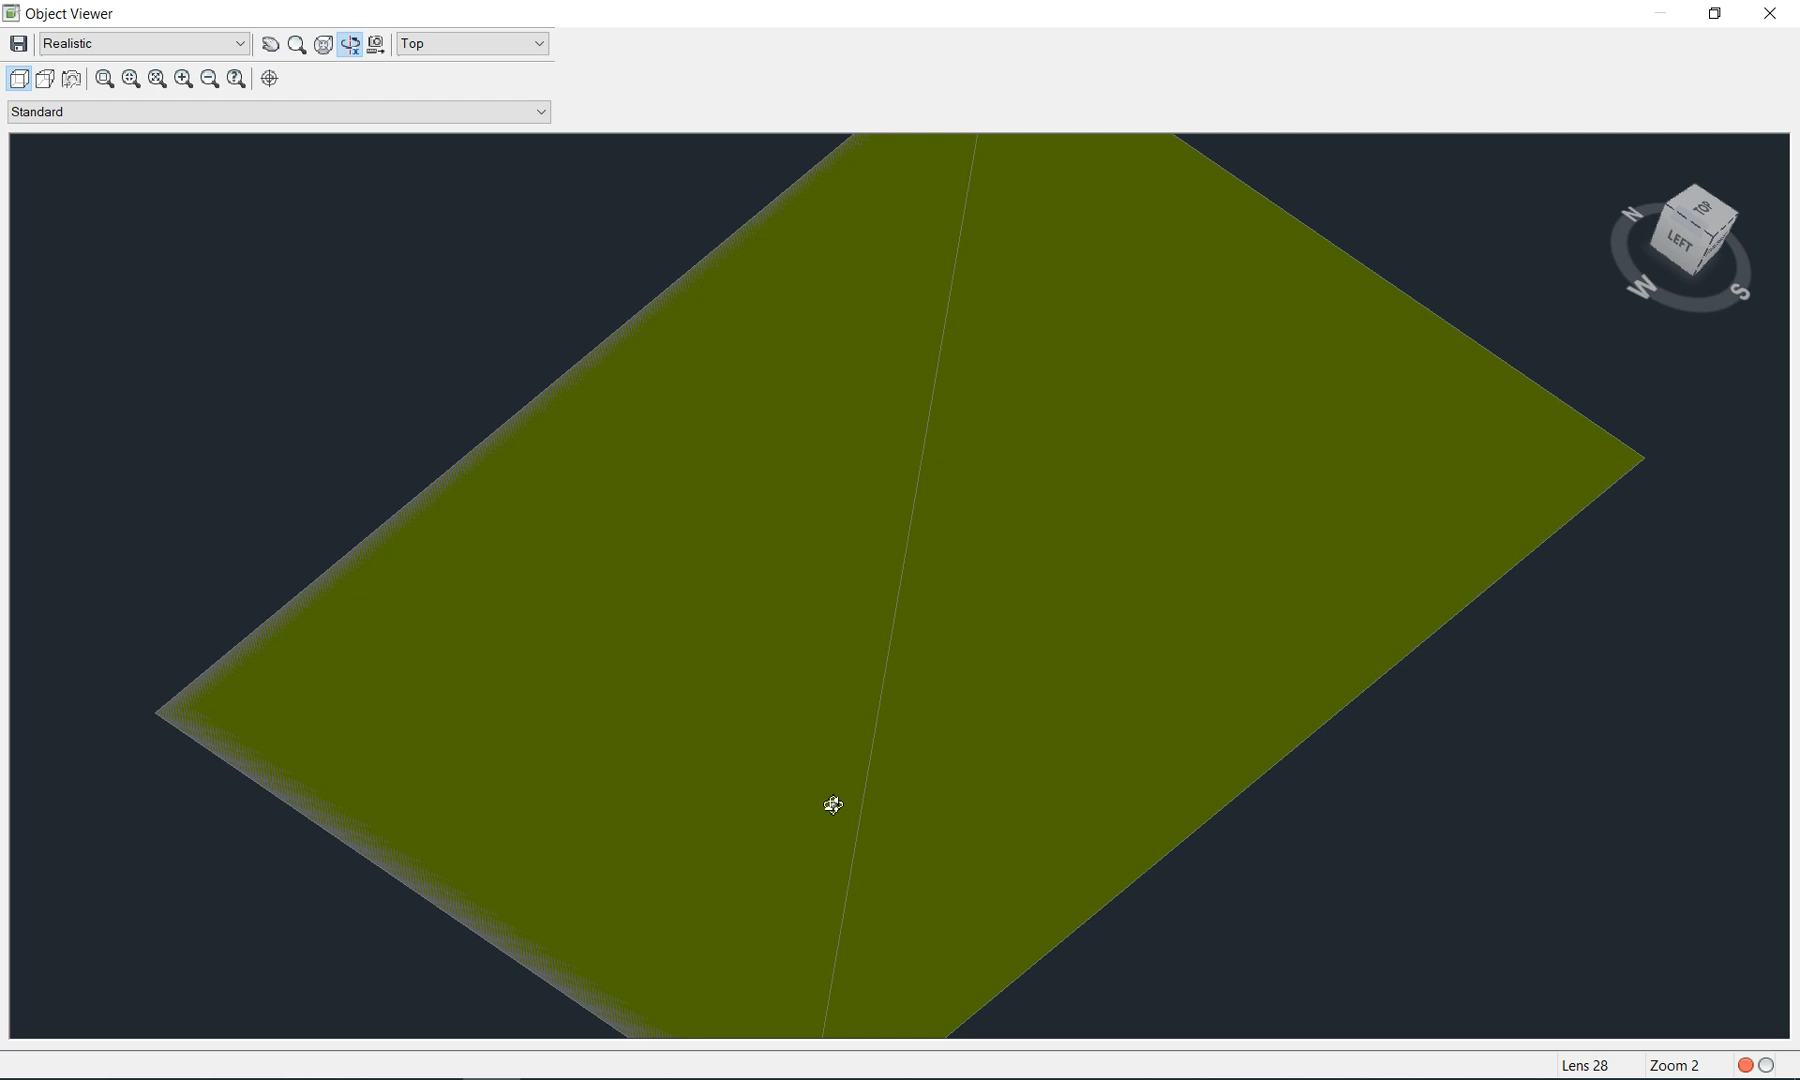 Object Viewer
Realistic
Top
Standard
N
TOP
LEFT
W
S
Lens 28
Zoom 2